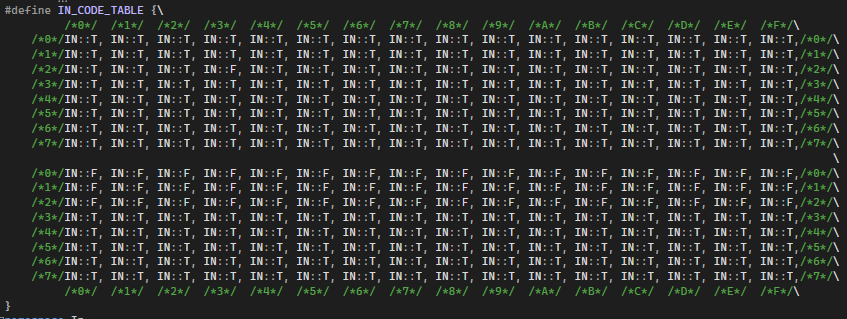 #define IN_CODE_TABLE {\
/*0*/ /*1*/ /*2*/ /*3*/ /*4*/ /*5*/ /*6*/ /*7*/ /*8*/ /*9*/ /*A*/ /*B*/ /*C*/ /*D*/ /*E*/ /*F*/\
/*0*/IN::T, IN::T, IN::T, IN::T, IN::T, IN::T, IN::T, IN::T, IN::T, IN::T, IN::T, IN::T, IN::T, IN::T, IN::T, IN::T,/*0*/\
/*1*/IN::T, IN::T, IN::T, IN::T, IN::T, IN::T, IN::T, IN::T, IN::T, IN::T, IN::T, IN::T, IN::T, IN::T, IN::T, IN::T,/*1*/\
/*2*/IN::T, IN::T, IN::T, IN::F, IN::T, IN::T, IN::T, IN::T, IN::T, IN::T, IN::T, IN::T, IN::T, IN::T, IN::T, IN::T,/*2*/\
/*3*/IN::T, IN::T, IN::T, IN::T, IN::T, IN::T, IN::T, IN::T, IN::T, IN::T, IN::T, IN::T, IN::T, IN::T, IN::T, IN::T,/*3*/\
/*4*/IN::T, IN::T, IN::T, IN::T, IN::T, IN::T, IN::T, IN::T, IN::T, IN::T, IN::T, IN::T, IN::T, IN::T, IN::T, IN::T,/*4*/\
/*5*/IN::T, IN::T, IN::T, IN::T, IN::T, IN::T, IN::T, IN::T, IN::T, IN::T, IN::T, IN::T, IN::T, IN::T, IN::T, IN::T,/*5*/\
/*6*/IN::T, IN::T, IN::T, IN::T, IN::T, IN::T, IN::T, IN::T, IN::T, IN::T, IN::T, IN::T, IN::T, IN::T, IN::T, IN::T,/*6*/\
/*7*/IN::T, IN::T, IN::T, IN::T, IN::T, IN::T, IN::T, IN::T, IN::T, IN::T, IN::T, IN::T, IN::T, IN::T, IN::T, IN::T,/*7*/\
\
/*0*/IN::F, IN::F, IN::F, IN::F, IN::F, IN::F, IN::F, IN::F, IN::F, IN::F, IN::F, IN::F, IN::F, IN::F, IN::F, IN::F,/*0*/\
/*1*/IN::F, IN::F, IN::F, IN::F, IN::F, IN::F, IN::F, IN::F, IN::F, IN::F, IN::F, IN::F, IN::F, IN::F, IN::F, IN::F,/*1*/\
/*2*/IN::F, IN::F, IN::F, IN::F, IN::F, IN::F, IN::F, IN::F, IN::F, IN::F, IN::F, IN::F, IN::F, IN::F, IN::F, IN::F,/*2*/\
/*3*/IN::T, IN::T, IN::T, IN::T, IN::T, IN::T, IN::T, IN::T, IN::T, IN::T, IN::T, IN::T, IN::T, IN::T, IN::T, IN::T,/*3*/\
/*4*/IN::T, IN::T, IN::T, IN::T, IN::T, IN::T, IN::T, IN::T, IN::T, IN::T, IN::T, IN::T, IN::T, IN::T, IN::T, IN::T,/*4*/\
/*5*/IN::T, IN::T, IN::T, IN::T, IN::T, IN::T, IN::T, IN::T, IN::T, IN::T, IN::T, IN::T, IN::T, IN::T, IN::T, IN::T,/*5*/\
/*6*/IN::T, IN::T, IN::T, IN::T, IN::T, IN::T, IN::T, IN::T, IN::T, IN::T, IN::T, IN::T, IN::T, IN::T, IN::T, IN::T,/*6*/\
/*7*/IN::T, IN::T, IN::T, IN::T, IN::T, IN::T, IN::T, IN::T, IN::T, IN::T, IN::T, IN::T, IN::T, IN::T, IN::T, IN::T,/*7*/\
/*0*/ /*1*/ /*2*/ /*3*/ /*4*/ /*5*/ /*6*/ /*7*/ /*8*/ /*9*/ /*A*/ /*B*/ /*C*/ /*D*/ /*E*/ /*F*/\
}